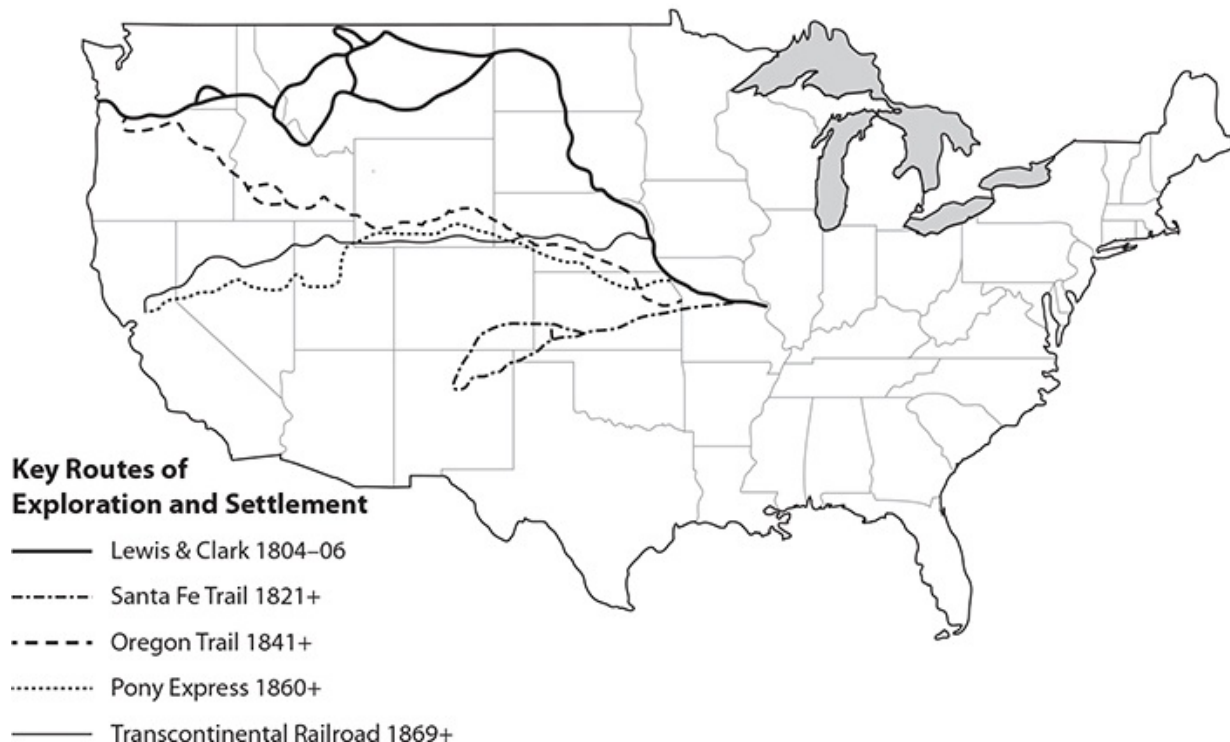 Key Routes of
Exploration and Settlement
Lewis & Clark 1804–06
Santa Fe Trail 1821+
Oregon Trail 1841+
Pony Express 1860+
Transcontinental Railroad 1869+